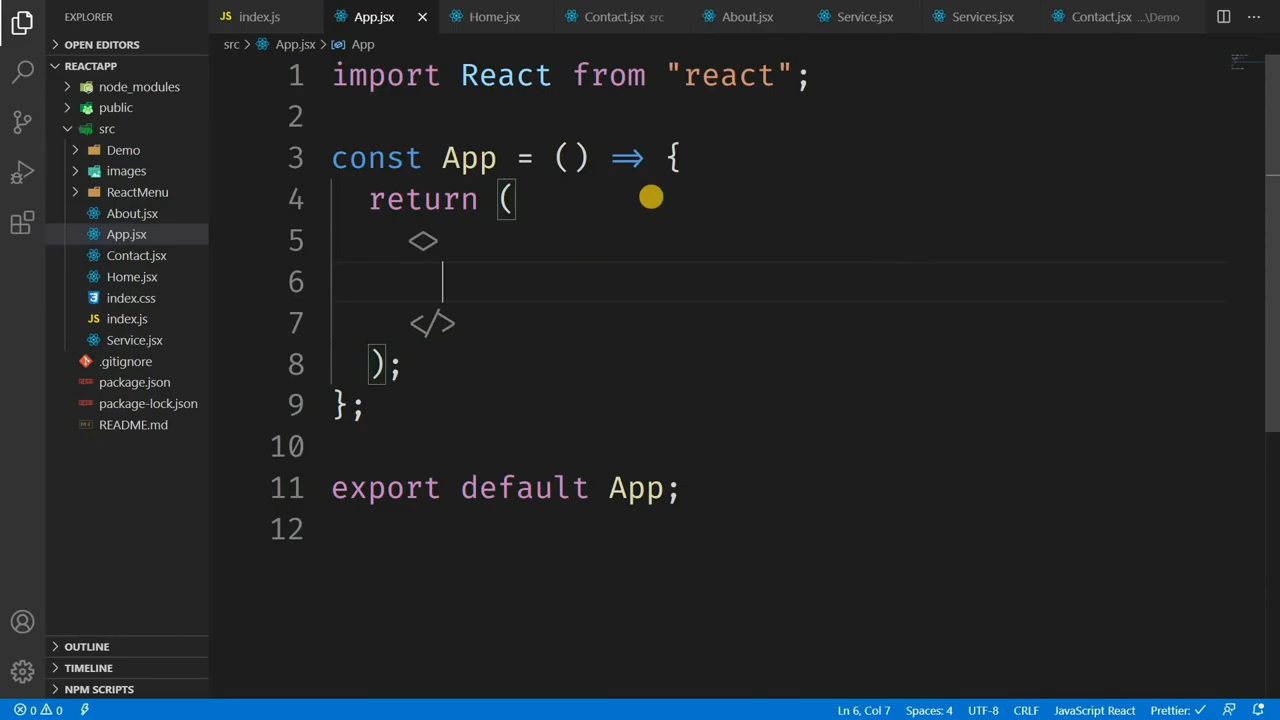 EXPLORER
OPEN EDITORS
REACTAPP
node_modules
public
src
Demo
images
ReactMenu
About.jsx
App.jsx
Contact.jsx
Home.jsx
index.css
index.js
Service.jsx
.gitignore
package.json
package-lock.json
README.md
OUTLINE
TIMELINE
NPM SCRIPTS
JS index.js
App.jsx
Home.jsx
Contact.jsx src
About.jsx
Service.jsx
Services.jsx
Contact.jsx ...\Demo
src > App.jsx > App
1 import React from "react";
2
3 const App = () => {
4 return (
5 <>
6
7 </>
8 );
9 };
10
11 export default App;
12
0 0
Ln 6, Col 7
Spaces: 4
UTF-8
CRLF
JavaScript React
Prettier: ✓